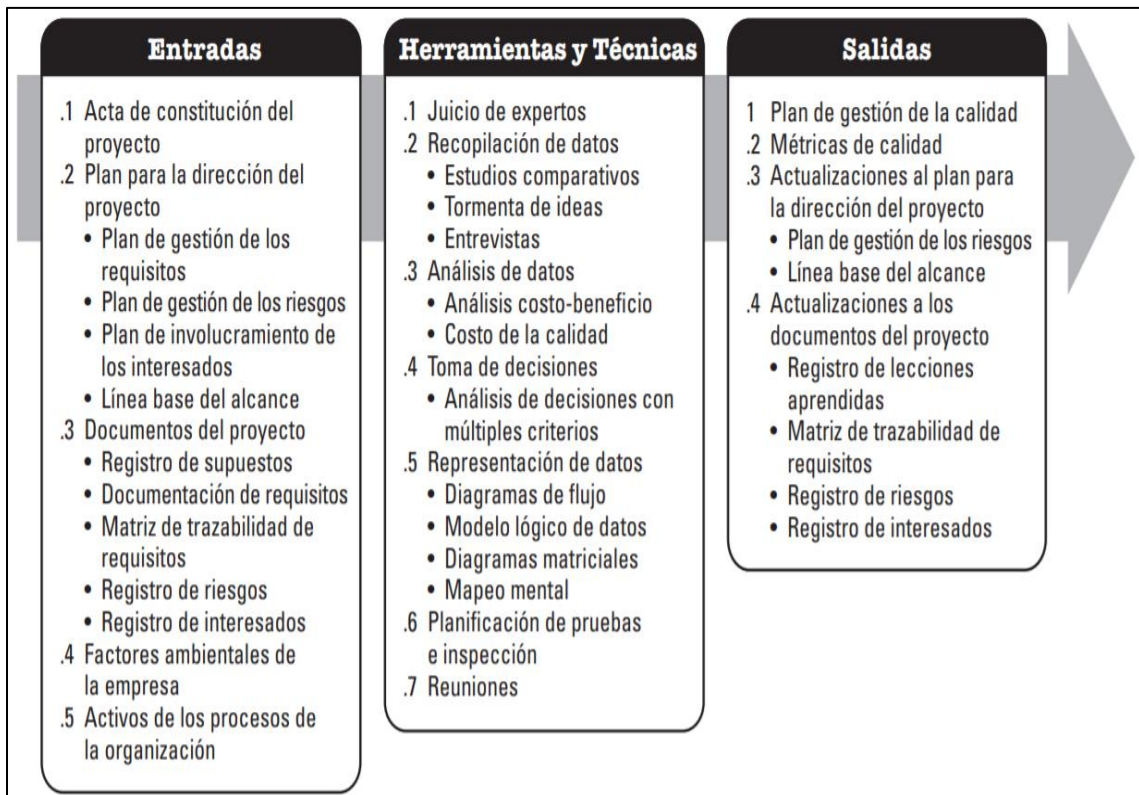 Entradas
.1 Acta de constitución del
proyecto
.2 Plan para la dirección del
proyecto
• Plan de gestión de los
requisitos
• Plan de gestión de los riesgos
• Plan de involucramiento de
los interesados
• Línea base del alcance
.3 Documentos del proyecto
• Registro de supuestos
• Documentación de requisitos
• Matriz de trazabilidad de
requisitos
• Registro de riesgos
• Registro de interesados
.4 Factores ambientales de
la empresa
.5 Activos de los procesos de
la organización
Herramientas y Técnicas
.1 Juicio de expertos
.2 Recopilación de datos
• Estudios comparativos
• Tormenta de ideas
• Entrevistas
.3 Análisis de datos
• Análisis costo-beneficio
• Costo de la calidad
.4 Toma de decisiones
• Análisis de decisiones con
múltiples criterios
.5 Representación de datos
• Diagramas de flujo
• Modelo lógico de datos
• Diagramas matriciales
• Mapeo mental
.6 Planificación de pruebas
e inspección
.7 Reuniones
Salidas
1 Plan de gestión de la calidad
.2 Métricas de calidad
.3 Actualizaciones al plan para
la dirección del proyecto
• Plan de gestión de los riesgos
• Línea base del alcance
.4 Actualizaciones a los
documentos del proyecto
• Registro de lecciones
aprendidas
• Matriz de trazabilidad de
requisitos
• Registro de riesgos
• Registro de interesados